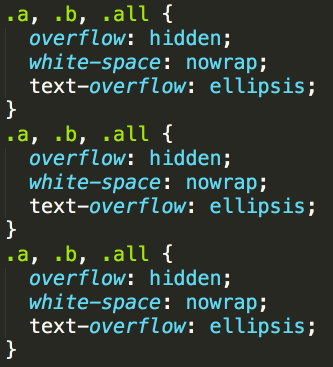 .a, .b, .all {
  overflow: hidden;
  white-space: nowrap;
  text-overflow: ellipsis;
}
.a, .b, .all {
  overflow: hidden;
  white-space: nowrap;
  text-overflow: ellipsis;
}
.a, .b, .all {
  overflow: hidden;
  white-space: nowrap;
  text-overflow: ellipsis;
}